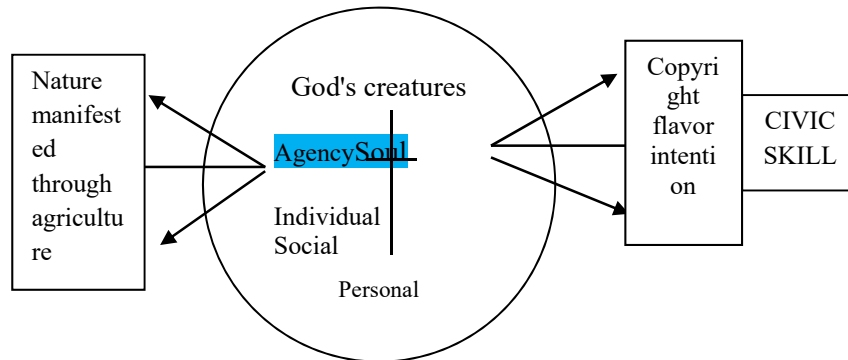 Nature
manifest
ed
through
agricultu
re
God's creatures
AgencySoul
Individual
Social
Personal
Copyri
ght
flavor
intenti
on
CIVIC
SKILL